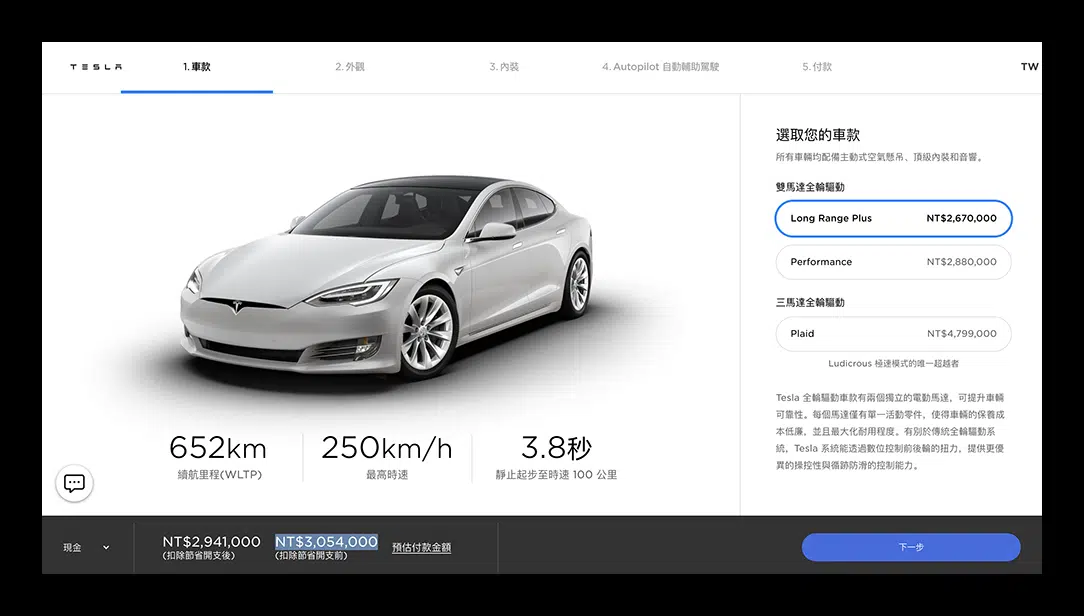 TESLA
1.車款
2.外觀
3.內裝
4.Autopilot 自動輔助駕駛
5.付款
TW
選取您的車款
所有車輛均配備主動式空氣懸吊、頂級內裝和音響。
雙馬達全輪驅動
Long Range Plus NT$2,670,000
Performance NT$2,880,000
三馬達全輪驅動
Plaid NT$4,799,000
Ludicrous 極速模式的唯一超越者
Tesla 全輪驅動車款有兩個獨立的電動馬達，可提升車輛
可靠性。每個馬達僅有單一活動零件，使得車輛的保養成
本低廉，並且最大化耐用程度。有別於傳統全輪驅動系
統，Tesla 系統能透過數位控制前後輪的扭力，提供更優
異的操控性與循跡防滑的控制能力。
652km
續航里程(WLTP)
250km/h
最高時速
3.8秒
靜止起步至時速 100 公里
現金
NT$2,941,000
(扣除節省開支後)
NT$3,054,000
(扣除節省開支前)
預估付款金額
下一步